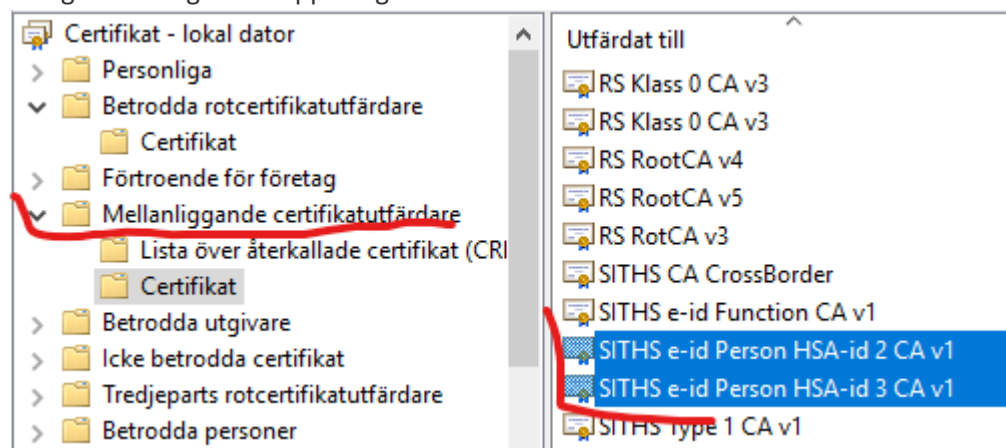 Certifikat - lokal dator
Personliga
Betrodda rotcertifikatutfärdare
Certifikat
Förtroende för företag
Mellanliggande certifikatutfärdare
Lista över återkallade certifikat (CRl
Certifikat
Betrodda utgivare
Icke betrodda certifikat
Tredjeparts rotcertifikatutfärdare
Betrodda personer
Utfärdat till
RS Klass 0 CA v3
RS Klass 0 CA v3
RS RootCA v4
RS RootCA v5
RS RotCA v3
SITHS CA CrossBorder
SITHS e-id Function CA v1
SITHS e-id Person HSA-id 2 CA v1
SITHS e-id Person HSA-id 3 CA v1
SITHS Type 1 CA v1